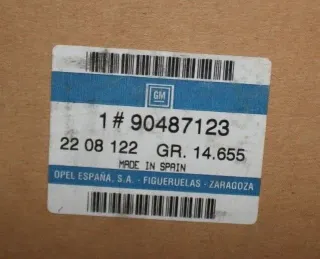 GM
1 # 90487123
22 08 122 GR. 14.655
MADE IN SPAIN
OPEL ESPAÑA, S.A. - FIGUERUELAS - ZARAGOZA